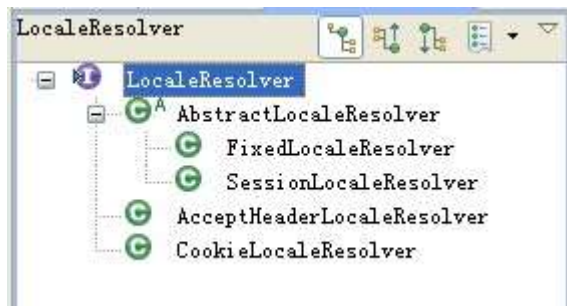 LocaleResolver
LocaleResolver
AbstractLocaleResolver
FixedLocaleResolver
SessionLocaleResolver
AcceptHeaderLocaleResolver
CookieLocaleResolver